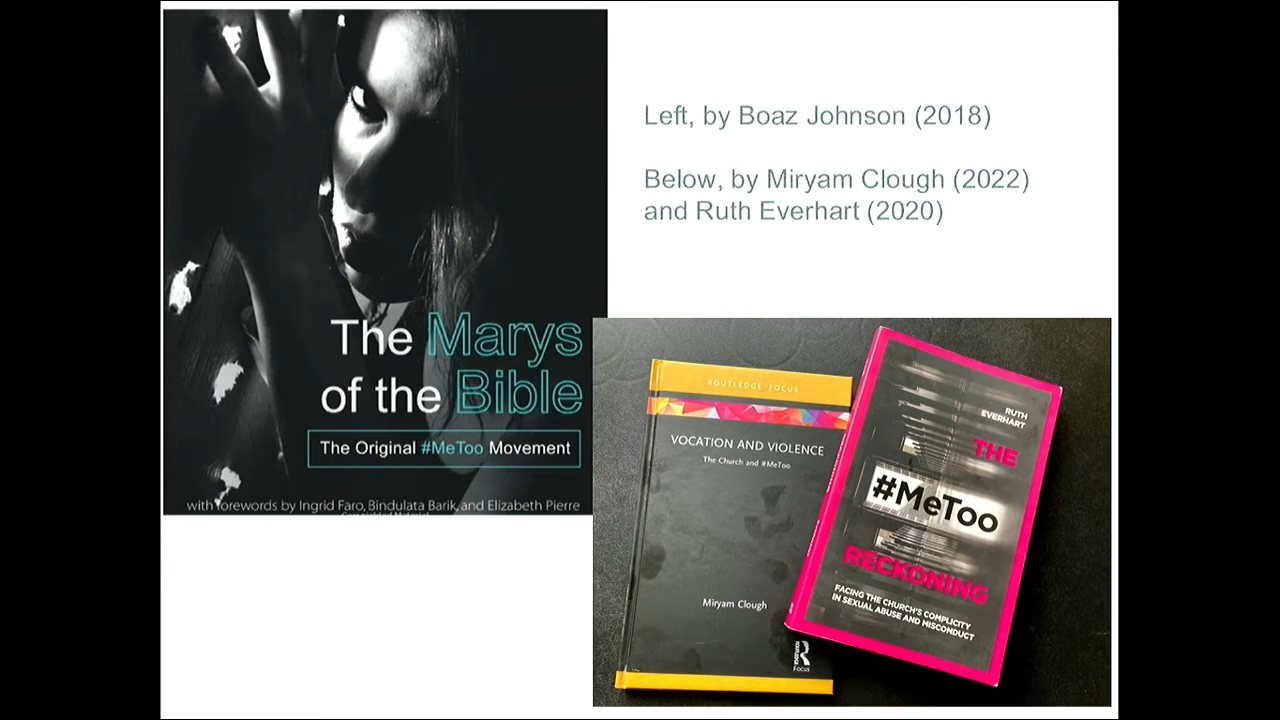 The Marys
of the Bible
The Original #MeToo Movement
with forewords by Ingrid Faro, Bindulata Barik, and Elizabeth Pierre
Left, by Boaz Johnson (2018)
Below, by Miryam Clough (2022)
and Ruth Everhart (2020)
ROUTLEDGE FOCUS
VOCATION AND VIOLENCE
The Church and #MeToo
Miryam Clough
ROUTLEDGE
FOCUS
RUTH
EVERHART
THE
#MeToo
RECKONING
FACING THE CHURCH'S COMPLICITY
IN SEXUAL ABUSE AND MISCONDUCT